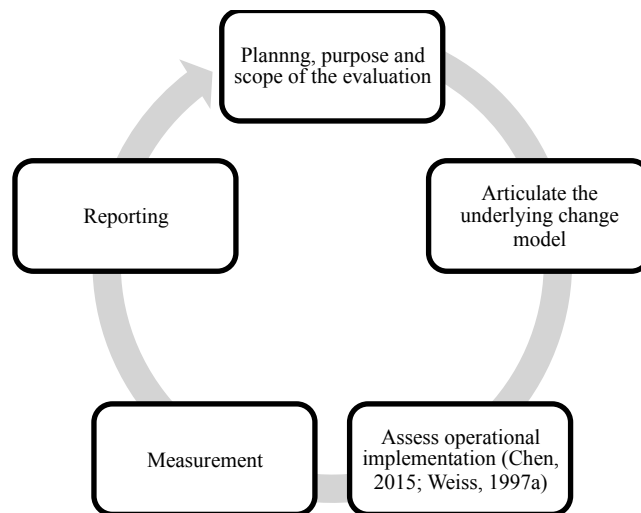 Plannng, purpose and
scope of the evaluation
Articulate the
underlying change
model
Assess operational
implementation (Chen,
2015; Weiss, 1997a)
Measurement
Reporting